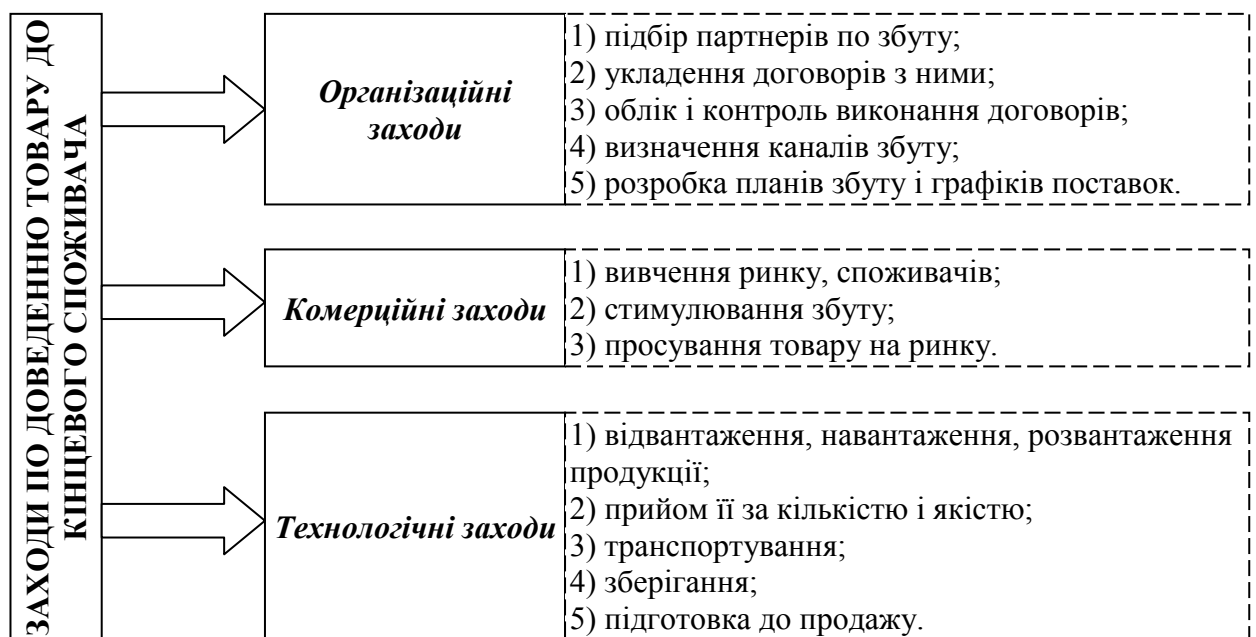 ЗАХОДИ ПО ДОВЕДЕННЮ ТОВАРУ ДО
КІНЦЕВОГО СПОЖИВАЧА
Організаційні
заходи
1) підбір партнерів по збуту;
2) укладення договорів з ними;
3) облік і контроль виконання договорів;
4) визначення каналів збуту;
5) розробка планів збуту і графіків поставок.
Комерційні заходи
1) вивчення ринку, споживачів;
2) стимулювання збуту;
3) просування товару на ринку.
Технологічні заходи
1) відвантаження, навантаження, розвантаження
продукції;
2) прийом її за кількістю і якістю;
3) транспортування;
4) зберігання;
5) підготовка до продажу.